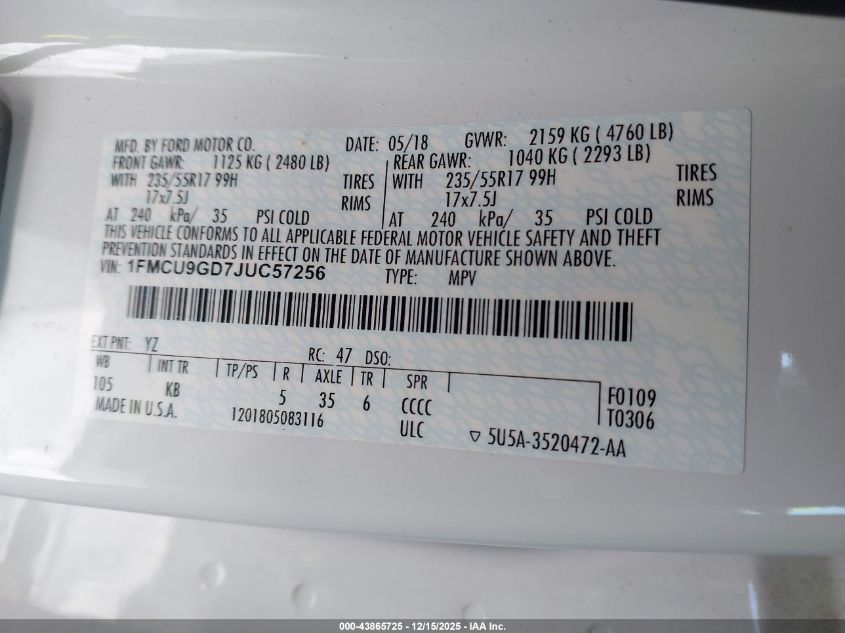 MFD. BY FORD MOTOR CO. DATE: 05/18 GVWR: 2159 KG ( 4760 LB)
FRONT GAWR: 1125 KG ( 2480 LB) REAR GAWR: 1040 KG ( 2293 LB)
WITH 235/55R17 99H TIRES WITH 235/55R17 99H TIRES
17x7.5J RIMS 17x7.5J RIMS
AT 240 kPa/ 35 PSI COLD AT 240 kPa/ 35 PSI COLD
THIS VEHICLE CONFORMS TO ALL APPLICABLE FEDERAL MOTOR VEHICLE SAFETY AND THEFT
PREVENTION STANDARDS IN EFFECT ON THE DATE OF MANUFACTURE SHOWN ABOVE.
VIN: 1FMCU9GD7JUC57256 TYPE: MPV
EXT PNT: YZ RC: 47 DSO:
WB INT TR TP/PS R AXLE TR SPR
105 KB 5 35 6 CCCC F0109
MADE IN U.S.A. 1201805083116 ULC T0306
5U5A-3520472-AA
000-43865725 - 12/15/2025 - IAA Inc.